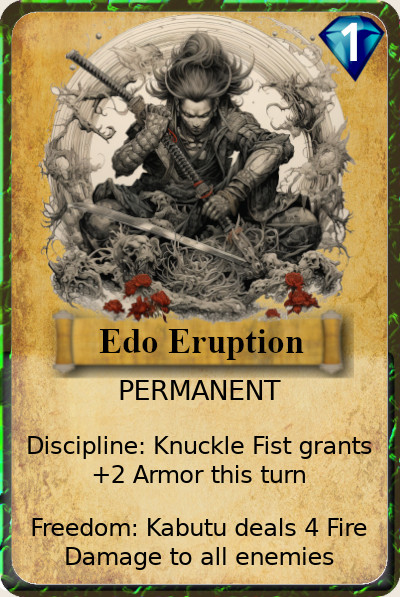 1
Edo Eruption
PERMANENT
Discipline: Knuckle Fist grants
+2 Armor this turn
Freedom: Kabutu deals 4 Fire
Damage to all enemies